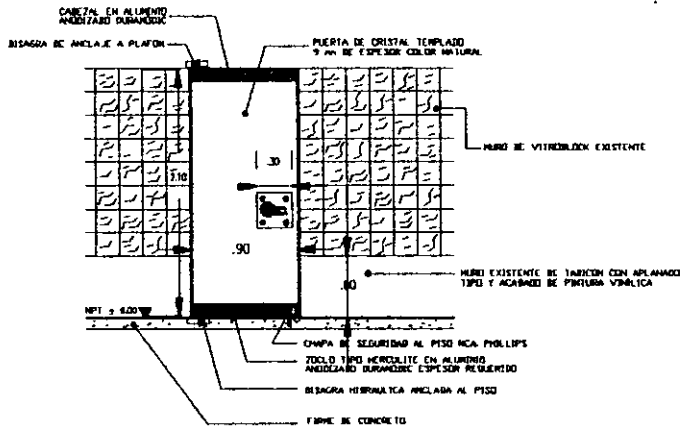 CABEZAL EN ALUMINIO
ANODIZADO DURANODIC
BISAGRA DE ANCLAJE A PLAFON
PUERTA DE CRISTAL TEMPLADO
9 mm DE ESPESOR COLOR NATURAL
MURO DE VITROBLOCK EXISTENTE
.30
2.10
.90
MURO EXISTENTE DE TABICON CON APLANADO
TIPO Y ACABADO DE PINTURA VINILICA
NPT ± 0.00
CHAPA DE SEGURIDAD AL PISO MCA. PHILLIPS
ZOCLO TIPO HERCULITE EN ALUMINIO
ANODIZADO DURANODIC ESPESOR REQUERIDO
BISAGRA HIDRAULICA ANCLADA AL PISO
FIRME DE CONCRETO